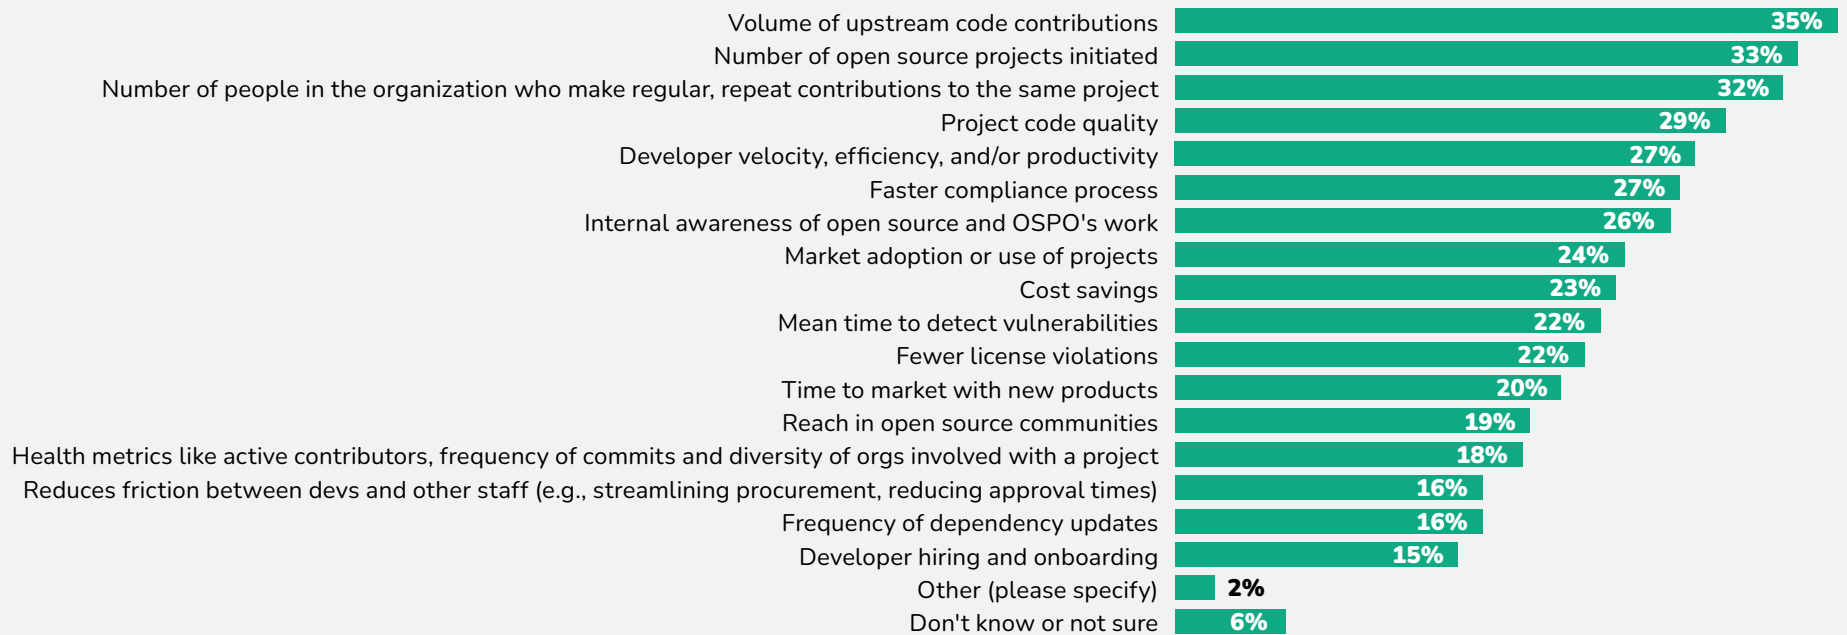 Volume of upstream code contributions 35%
Number of open source projects initiated 33%
Number of people in the organization who make regular, repeat contributions to the same project 32%
Project code quality 29%
Developer velocity, efficiency, and/or productivity 27%
Faster compliance process 27%
Internal awareness of open source and OSPO's work 26%
Market adoption or use of projects 24%
Cost savings 23%
Mean time to detect vulnerabilities 22%
Fewer license violations 22%
Time to market with new products 20%
Reach in open source communities 19%
Health metrics like active contributors, frequency of commits and diversity of orgs involved with a project 18%
Reduces friction between devs and other staff (e.g., streamlining procurement, reducing approval times) 16%
Frequency of dependency updates 16%
Developer hiring and onboarding 15%
Other (please specify) 2%
Don't know or not sure 6%